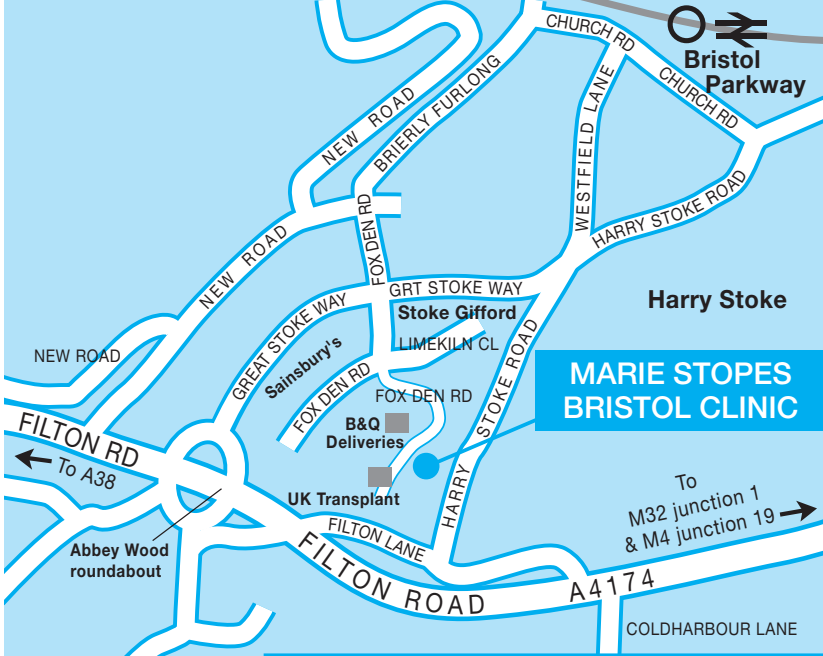 CHURCH RD
Bristol
Parkway
CHURCH RD
NEW ROAD
BRIERLY FURLONG
WESTFIELD LANE
HARRY STOKE ROAD
FOX DEN RD
NEW ROAD
GRT STOKE WAY
GREAT STOKE WAY
Stoke Gifford
Harry Stoke
NEW ROAD
Sainsbury's
LIMEKILN CL
FOX DEN RD
FOX DEN RD
HARRY STOKE ROAD
MARIE STOPES
BRISTOL CLINIC
B&Q
Deliveries
FILTON RD
To A38
UK Transplant
To
M32 junction 1
& M4 junction 19
Abbey Wood
roundabout
FILTON LANE
FILTON ROAD
A4174
COLDHARBOUR LANE